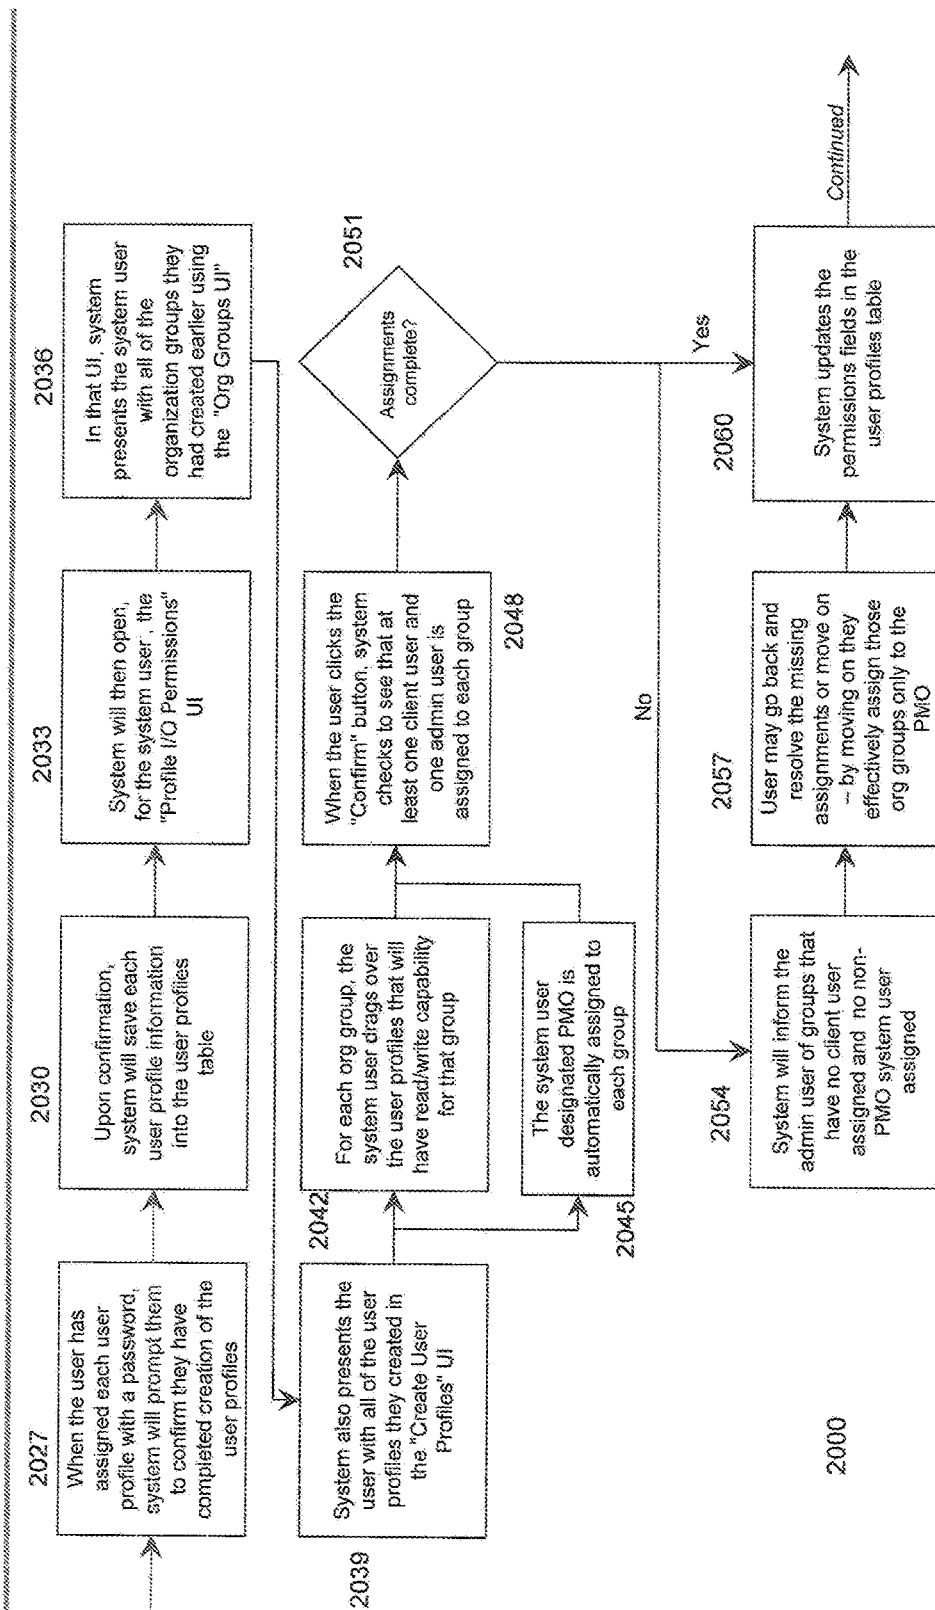 2027
When the user has
assigned each user
profile with a password,
system will prompt them
to confirm they have
completed creation of the
user profiles
2030
Upon confirmation,
system will save each
user profile information
into the user profiles
table
2033
System will then open,
for the system user, the
"Profile I/O Permissions"
UI
2036
In that UI, system
presents the system user
with all of the
organization groups they
had created earlier using
the "Org Groups UI"
2039
System also presents the
user with all of the user
profiles they created in
the "Create User
Profiles" UI
2042
For each org group, the
system user drags over
the user profiles that will
have read/write capability
for that group
2045
The system user
designated PMO is
automatically assigned to
each group
2048
When the user clicks the
"Confirm" button, system
checks to see that at
least one client user and
one admin user is
assigned to each group
2051
Assignments
complete?
No
Yes
2054
System will inform the
admin user of groups that
have no client user
assigned and no non-
PMO system user
assigned
2057
User may go back and
resolve the missing
assignments or move on
– by moving on they
effectively assign those
org groups only to the
PMO
2060
System updates the
permissions fields in the
user profiles table
Continued
2000